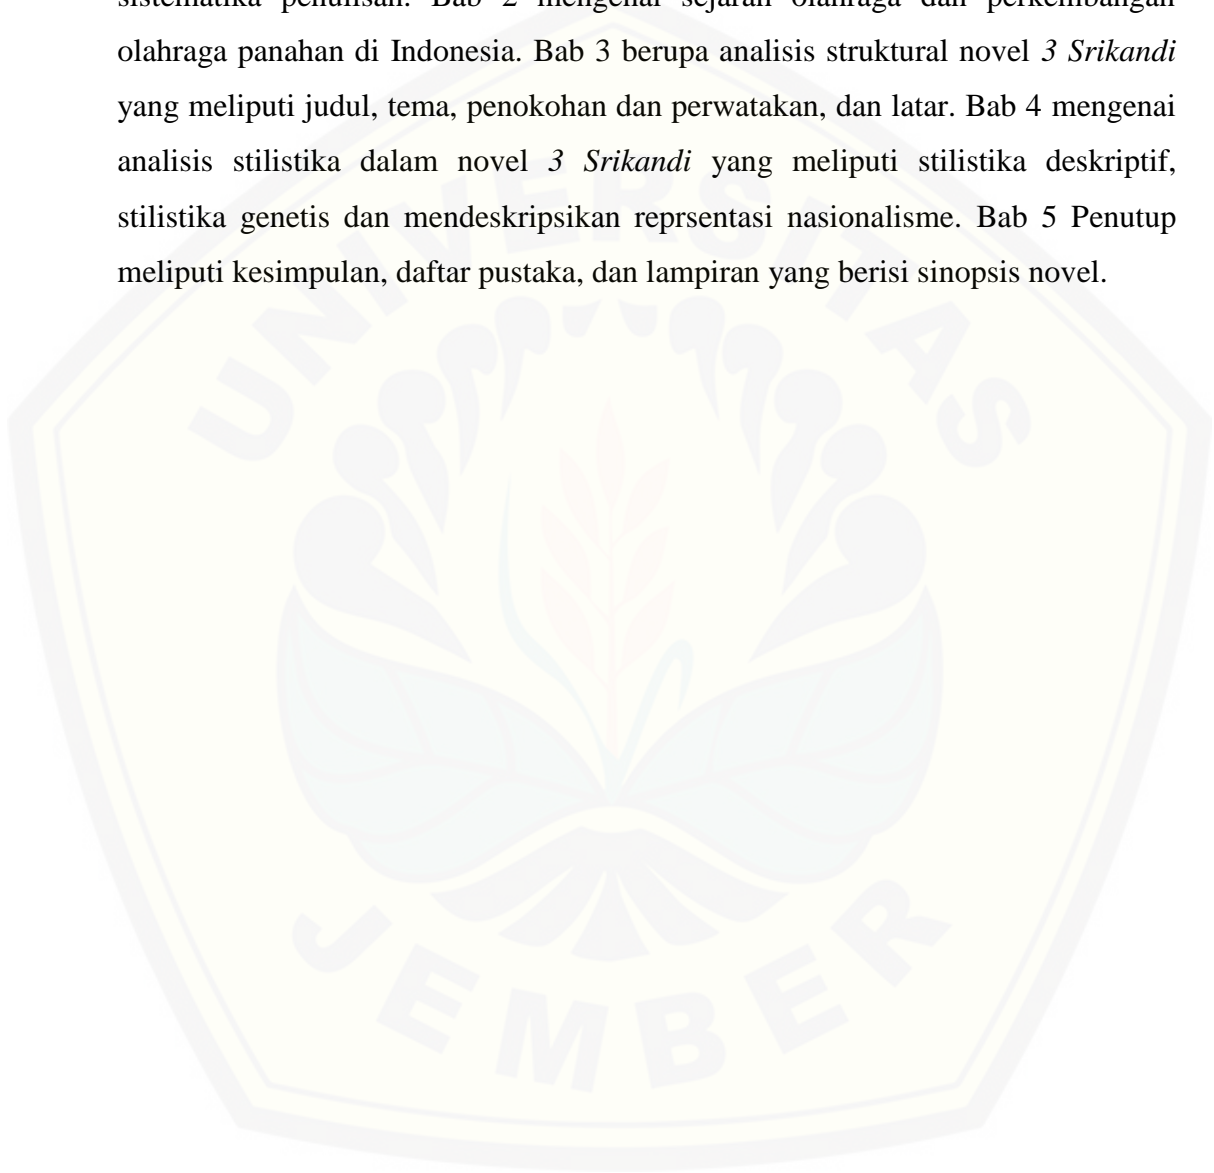 sistematika penulisan. Bab 2 mengenai sejarah olahraga dan perkembangan
olahraga panahan di Indonesia. Bab 3 berupa analisis struktural novel 3 Srikandi
yang meliputi judul, tema, penokohan dan perwatakan, dan latar. Bab 4 mengenai
analisis stilistika dalam novel 3 Srikandi yang meliputi stilistika deskriptif,
stilistika genetis dan mendeskripsikan reprsentasi nasionalisme. Bab 5 Penutup
meliputi kesimpulan, daftar pustaka, dan lampiran yang berisi sinopsis novel.
UNIVERSITAS
JEMBER